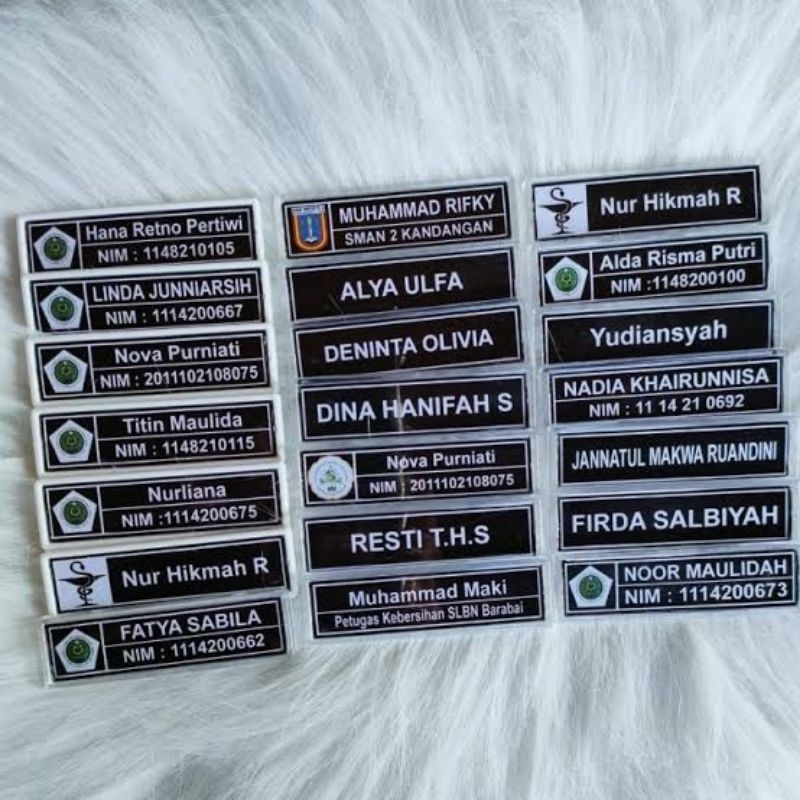 Hana Retno Pertiwi
NIM : 1148210105
LINDA JUNNIARSIH
NIM : 1114200667
Nova Purniati
NIM : 2011102108075
Titin Maulida
NIM : 1148210115
Nurliana
NIM :1114200675
Nur Hikmah R
FATYA SABILA
NIM : 1114200662
MUHAMMAD RIFKY
SMAN 2 KANDANGAN
ALYA ULFA
DENINTA OLIVIA
DINA HANIFAH S
Nova Purniati
NIM : 2011102108075
RESTI T.H.S
Muhammad Maki
Petugas Kebersihan SLBN Barabai
Nur Hikmah R
Alda Risma Putri
NIM :1148200100
Yudiansyah
NADIA KHAIRUNNISA
NIM : 11 14 21 0692
JANNATUL MAKWA RUANDINI
FIRDA SALBIYAH
NOOR MAULIDAH
NIM : 1114200673